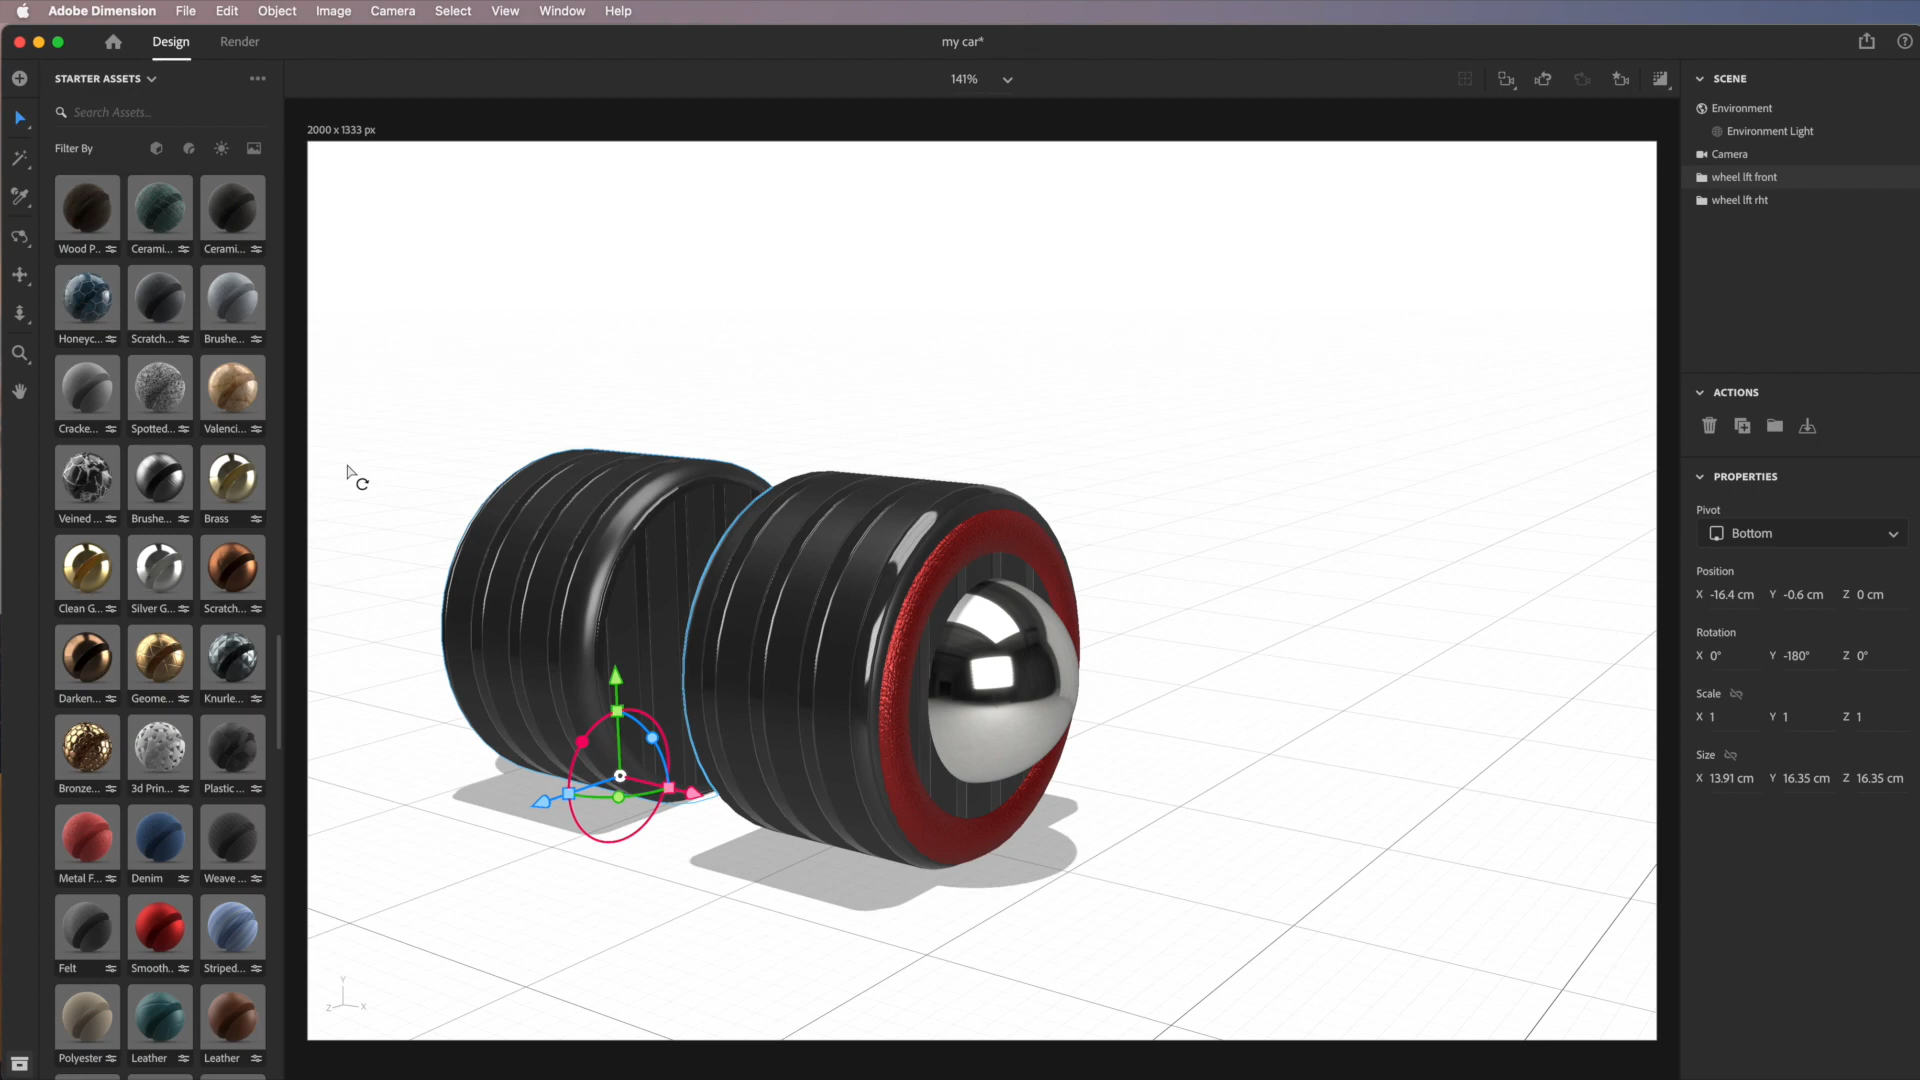 Adobe Dimension File Edit Object Image Camera Select View Window Help
Design Render my car*
STARTER ASSETS
141%
Search Assets...
Filter By
Wood P... Cerami... Cerami...
Honeyc... Scratch... Brushe...
Cracke... Spotted... Valenci...
Veined ... Brushe... Brass
Clean G... Silver G... Scratch...
Darken... Geome... Knurle...
Bronze... 3d Prin... Plastic ...
Metal F... Denim Weave ...
Felt Smooth.. Striped...
Polyester Leather Leather
2000 x 1333 px
Y
Z X
SCENE
Environment
Environment Light
Camera
wheel lft front
wheel lft rht
ACTIONS
PROPERTIES
Pivot
Bottom
Position
X -16.4 cm Y -0.6 cm Z 0 cm
Rotation
X 0° Y -180° Z 0°
Scale
X 1 Y 1 Z 1
Size
X 13.91 cm Y 16.35 cm Z 16.35 cm